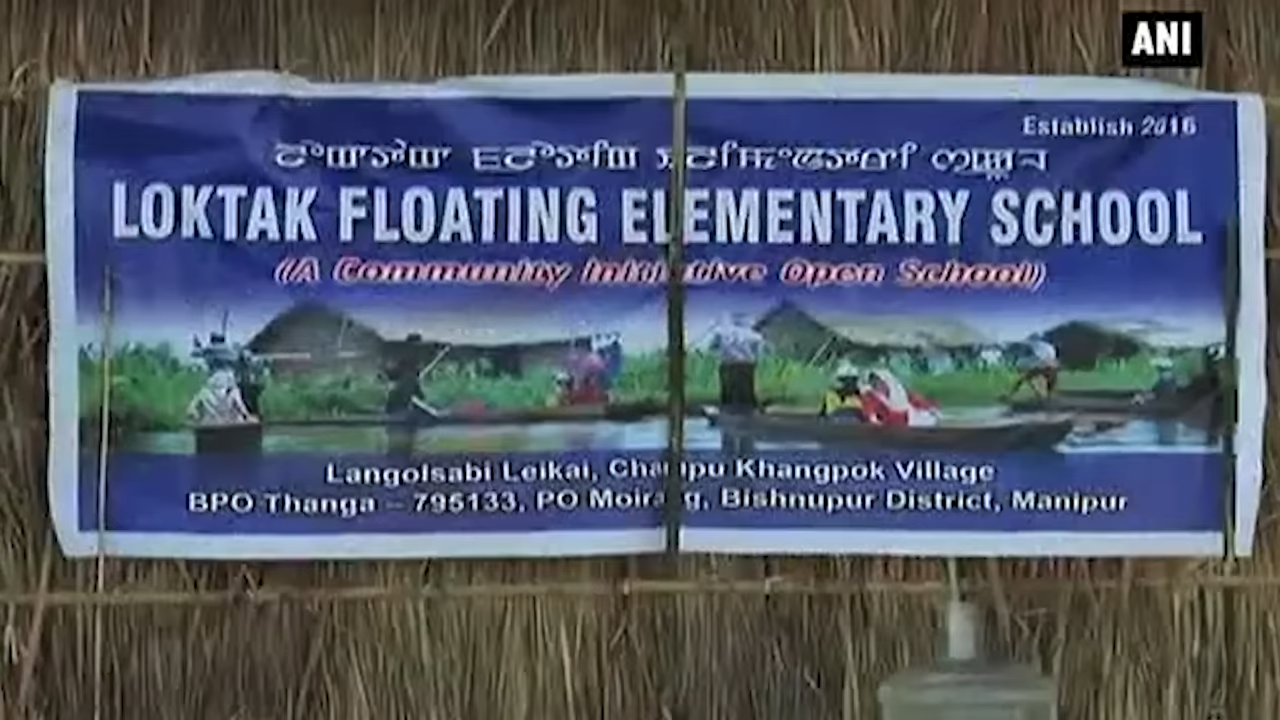 ANI
Establish 2016
LOKTAK FLOATING ELEMENTARY SCHOOL
(A Community Initiative Open School)
Langolsabi Leikai, Champu Khangpok Village
BPO Thanga – 795133, PO Moirang, Bishnupur District, Manipur